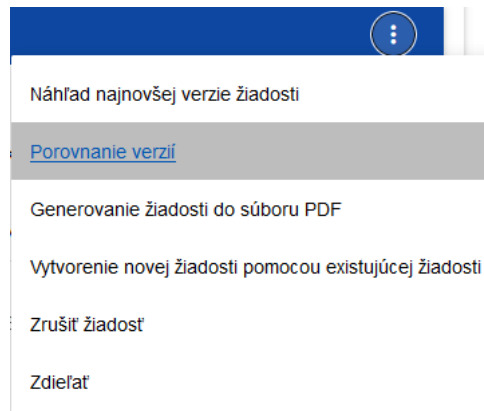 Náhľad najnovšej verzie žiadosti
Porovnanie verzií
Generovanie žiadosti do súboru PDF
Vytvorenie novej žiadosti pomocou existujúcej žiadosti
Zrušiť žiadosť
Zdieľať